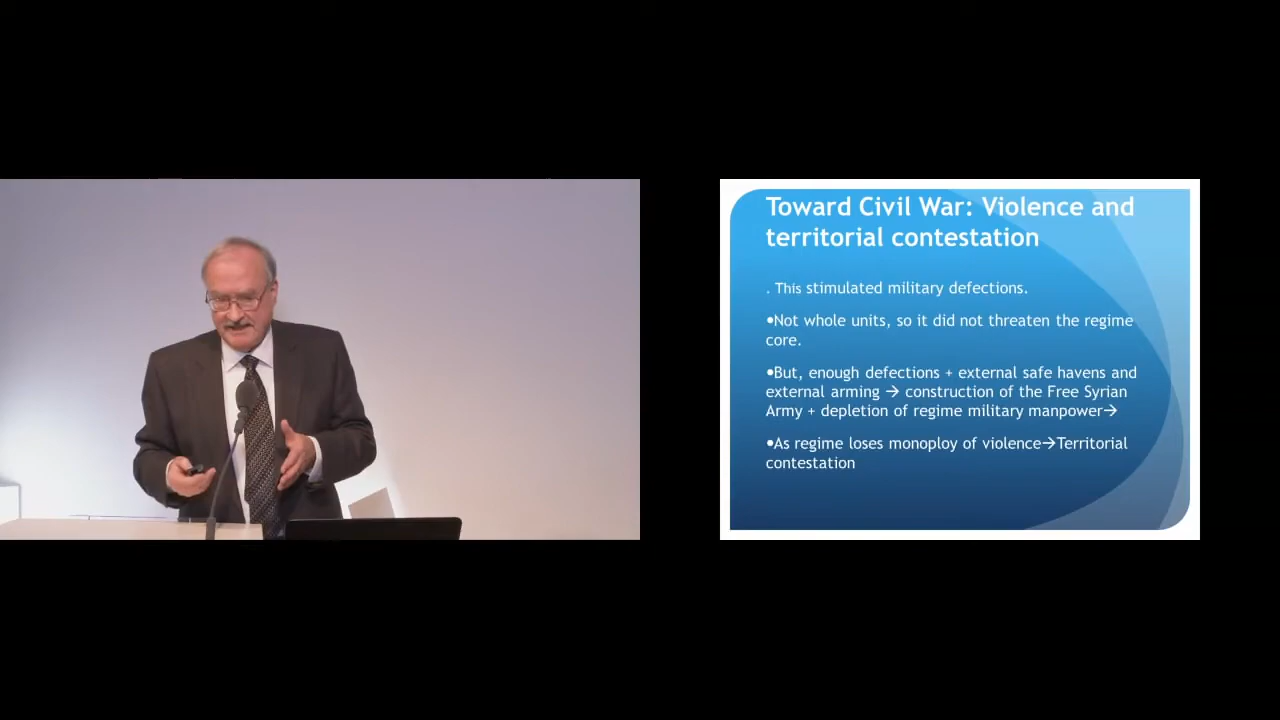 Toward Civil War: Violence and
territorial contestation
. This stimulated military defections.
•Not whole units, so it did not threaten the regime
core.
•But, enough defections + external safe havens and
external arming → construction of the Free Syrian
Army + depletion of regime military manpower→
•As regime loses monoploy of violence→Territorial
contestation